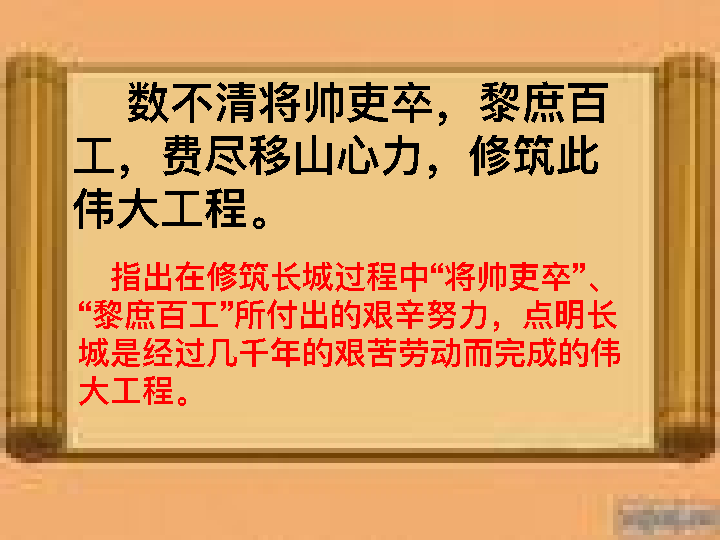 数不清将帅吏卒，黎庶百
工，费尽移山心力，修筑此
伟大工程。
指出在修筑长城过程中“将帅吏卒”、
“黎庶百工”所付出的艰辛努力，点明长
城是经过几千年的艰苦劳动而完成的伟
大工程。